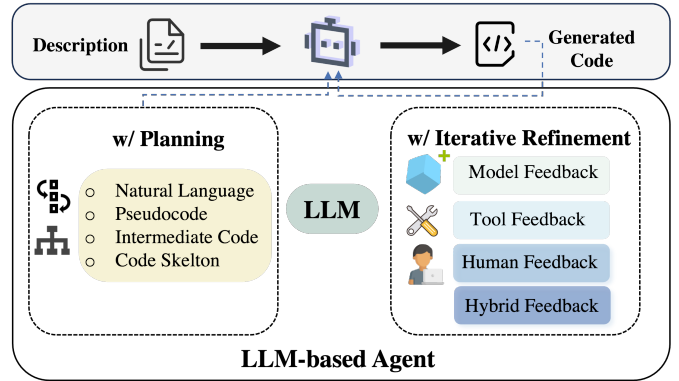 Description
</>
Generated
Code
w/ Planning
○ Natural Language
○ Pseudocode
○ Intermediate Code
○ Code Skelton
LLM
w/ Iterative Refinement
Model Feedback
Tool Feedback
Human Feedback
Hybrid Feedback
LLM-based Agent